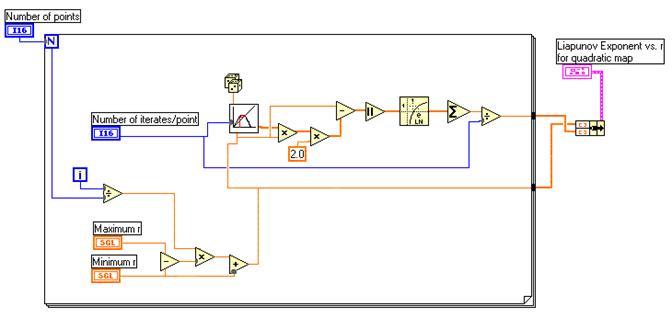 Number of points
I16
N
Liapunov Exponent vs. r
for quadratic map
Number of iterates/point
I16
LN
2.0
i
Maximum r
SGL
Minimum r
SGL